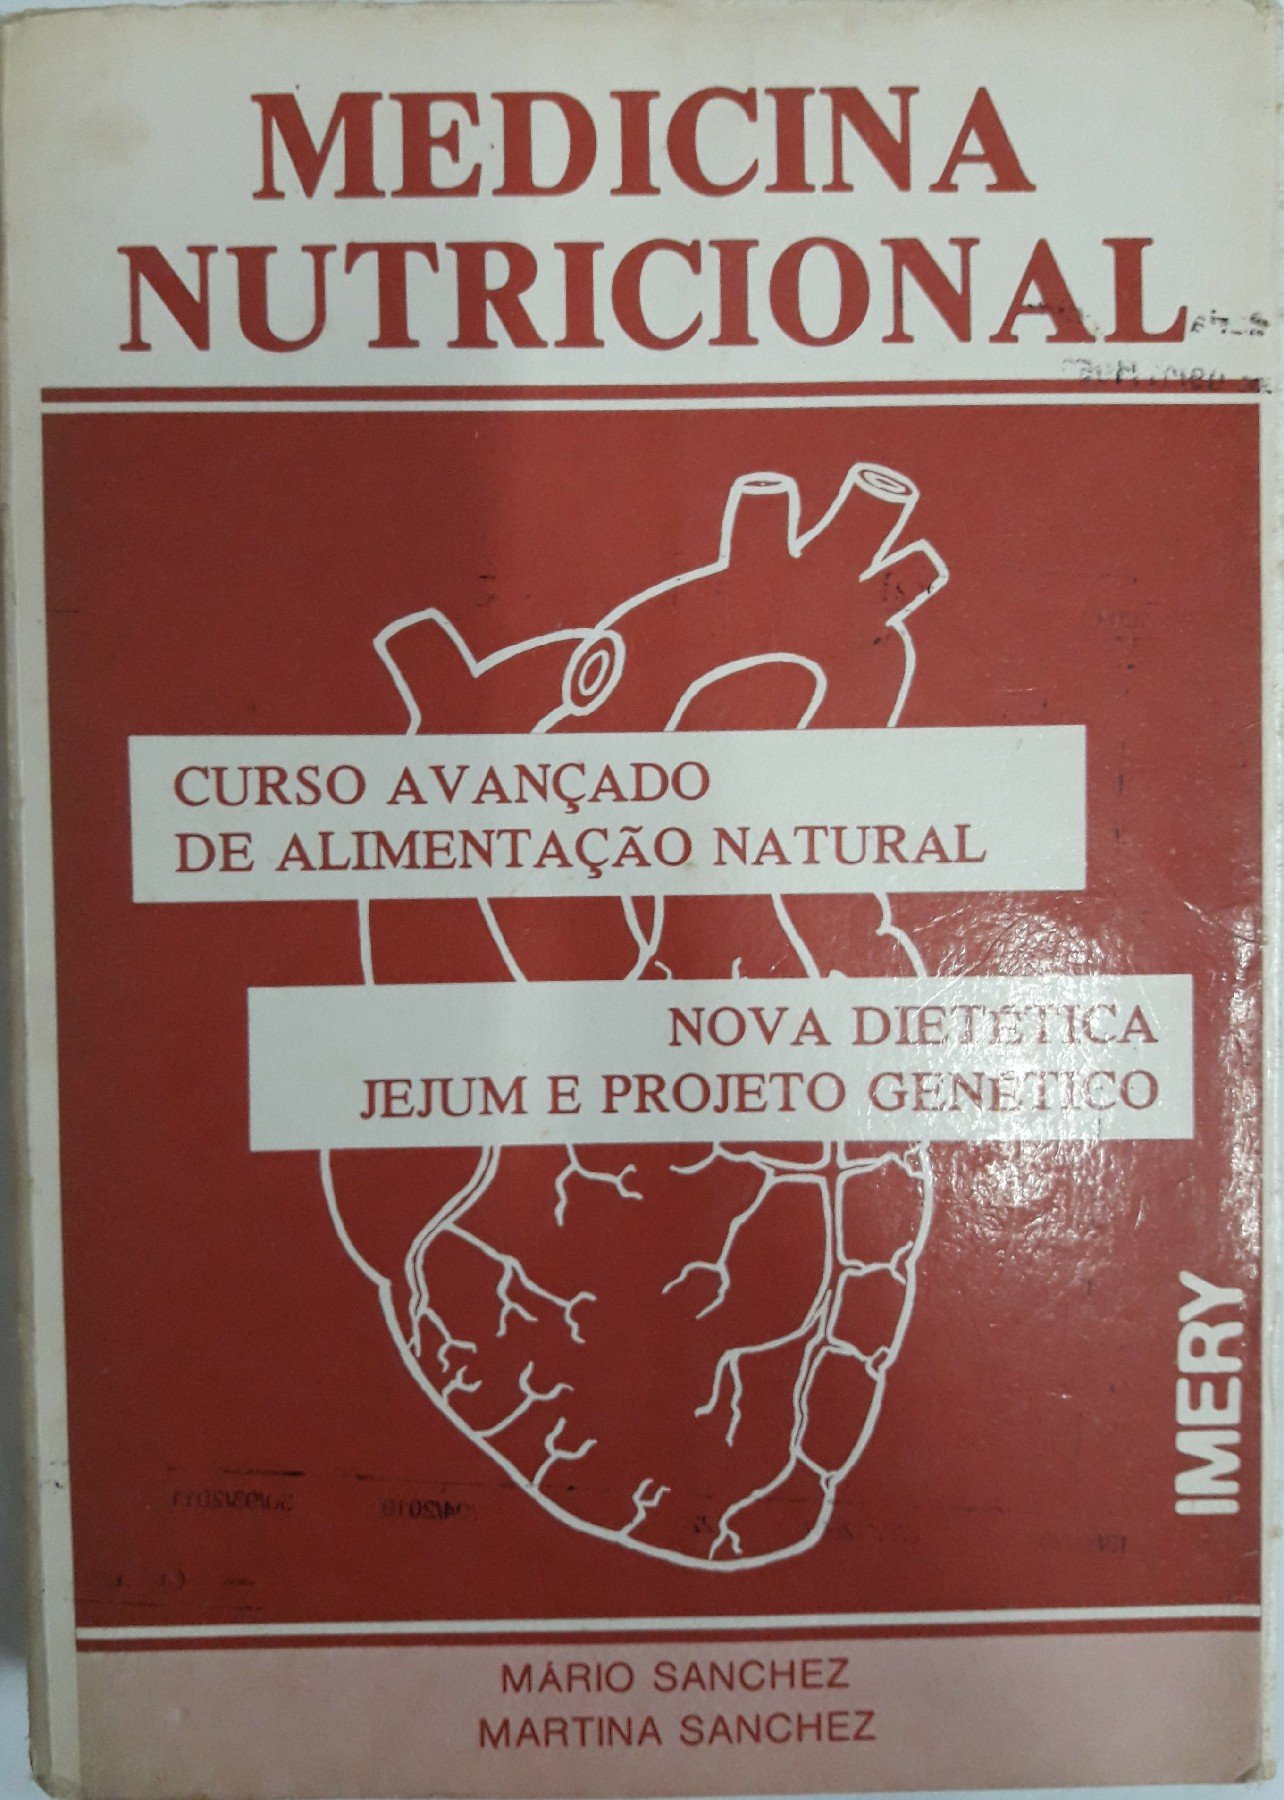 MEDICINA
NUTRICIONAL
CURSO AVANÇADO
DE ALIMENTAÇÃO NATURAL
NOVA DIETÉTICA
JEJUM E PROJETO GENÉTICO
IMERY
MÁRIO SANCHEZ
MARTINA SANCHEZ